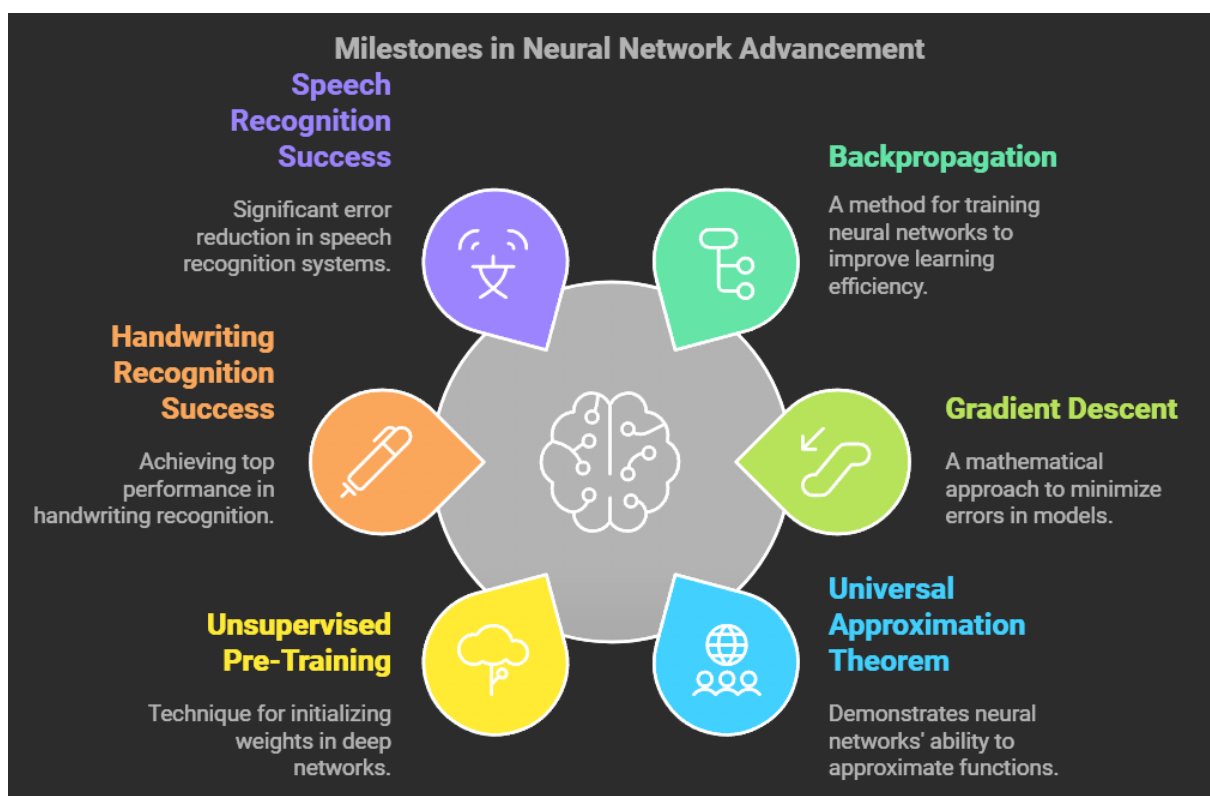 Milestones in Neural Network Advancement
Speech
Recognition
Success
Significant error
reduction in speech
recognition systems.
Backpropagation
A method for training
neural networks to
improve learning
efficiency.
Handwriting
Recognition
Success
Achieving top
performance in
handwriting recognition.
Gradient Descent
A mathematical
approach to minimize
errors in models.
Unsupervised
Pre-Training
Technique for initializing
weights in deep
networks.
Universal
Approximation
Theorem
Demonstrates neural
networks' ability to
approximate functions.